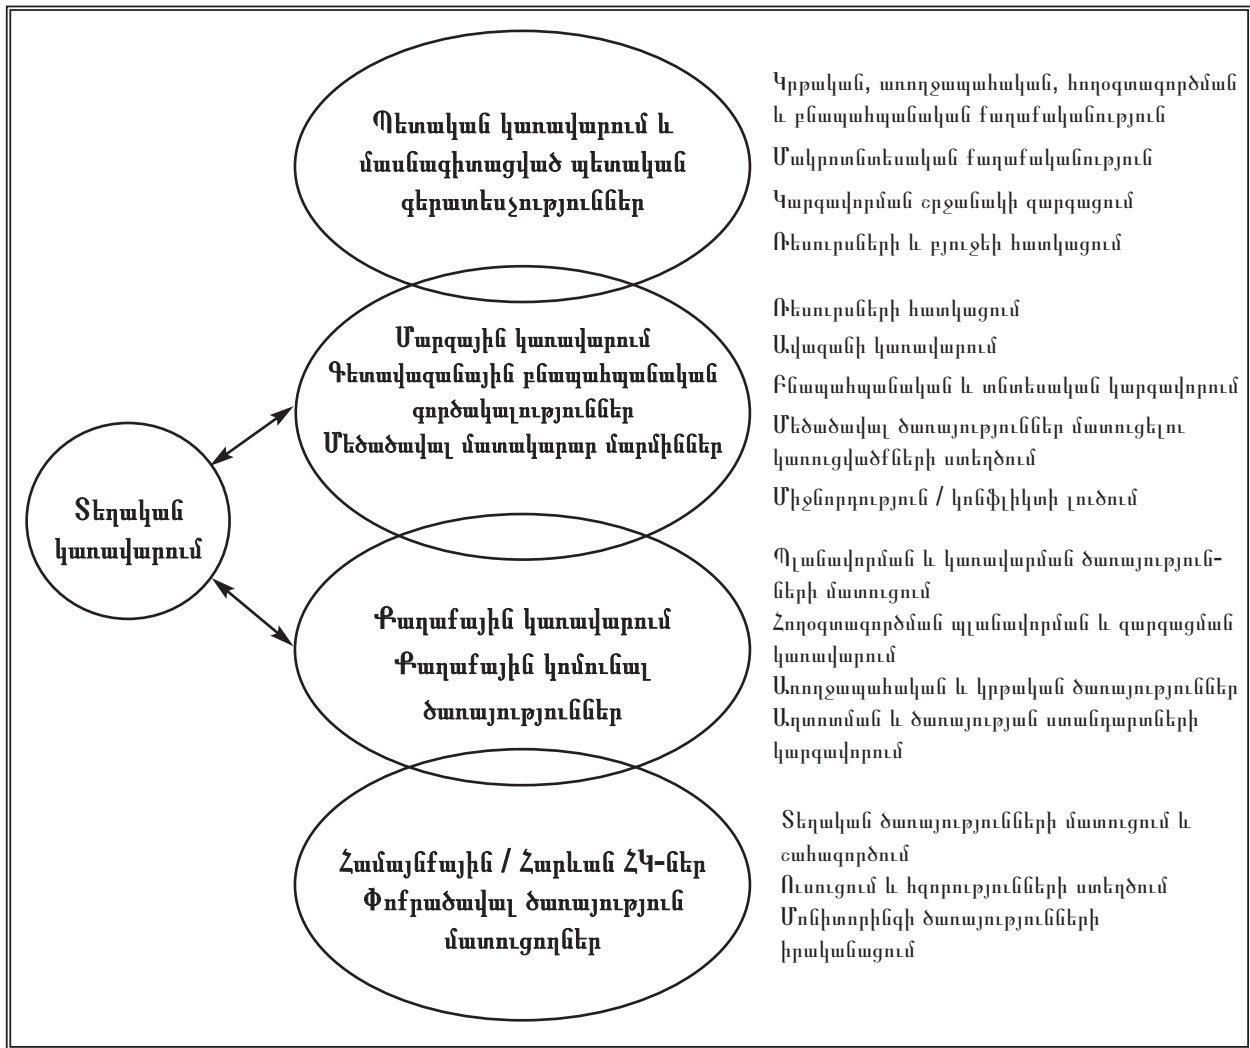 Պետական կառավարում և
մասնագիտացված պետական
գերատեսչություններ
Կրթական, առողջապահական, հողօգտագործման
և բնապահպանական քաղաքականություն
Մակրոտնտեսական քաղաքականություն
Կարգավորման շրջանակի զարգացում
Ռեսուրսների և բյուջեի հատկացում
Մարզային կառավարում
Գետավազանային բնապահպանական
գործակալություններ
Մեծածավալ մատակարար մարմիններ
Ռեսուրսների հատկացում
Ավազանի կառավարում
Բնապահպանական և տնտեսական կարգավորում
Մեծածավալ ծառայություններ մատուցելու
կառուցվածքների ստեղծում
Միջնորդություն / կոնֆլիկտի լուծում
Տեղական
կառավարում
Քաղաքային կառավարում
Քաղաքային կոմունալ
ծառայություններ
Պլանավորման և կառավարման ծառայություն-
ների մատուցում
Հողօգտագործման պլանավորման և զարգացման
կառավարում
Առողջապահական և կրթական ծառայություններ
Աղտոտման և ծառայության ստանդարտների
կարգավորում
Համայնքային / Հարևան ՀԿ-ներ
Փոքրածավալ ծառայություն
մատուցողներ
Տեղական ծառայությունների մատուցում և
շահագործում
Ուսուցում և հզորությունների ստեղծում
Մոնիտորինգի ծառայությունների
իրականացում